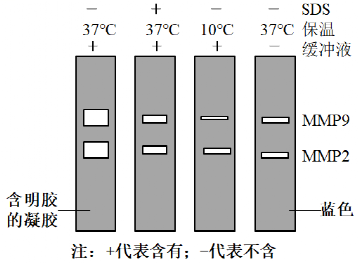 − + − − SDS
37℃ 37℃ 10℃ 37℃ 保温
+ + + − 缓冲液
MMP9
MMP2
含明胶
的凝胶
蓝色
注：+代表含有；−代表不含